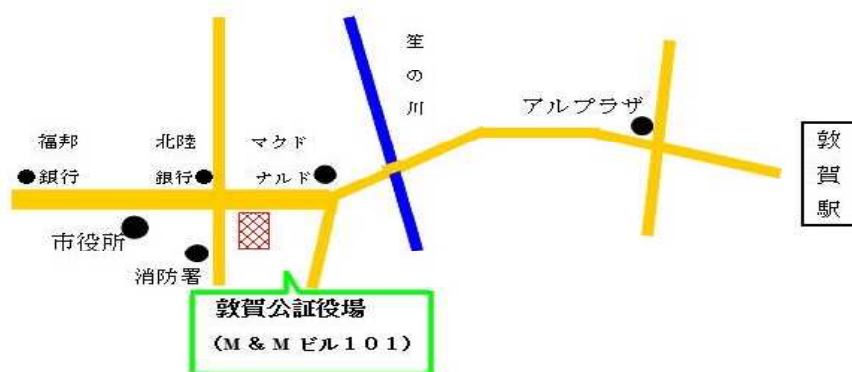 笙の川
アルプラザ
敦賀駅
福邦
銀行
北陸
銀行
マクド
ナルド
市役所
消防署
敦賀公証役場
(M & M ビル101)